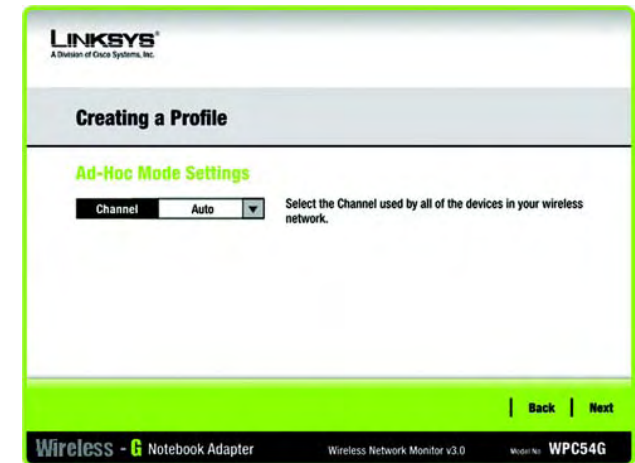 LINKSYS®
A Division of Cisco Systems, Inc.
Creating a Profile
Ad-Hoc Mode Settings
Channel Auto
Select the Channel used by all of the devices in your wireless
network.
Back Next
Wireless - G Notebook Adapter Wireless Network Monitor v3.0 Model No WPC54G